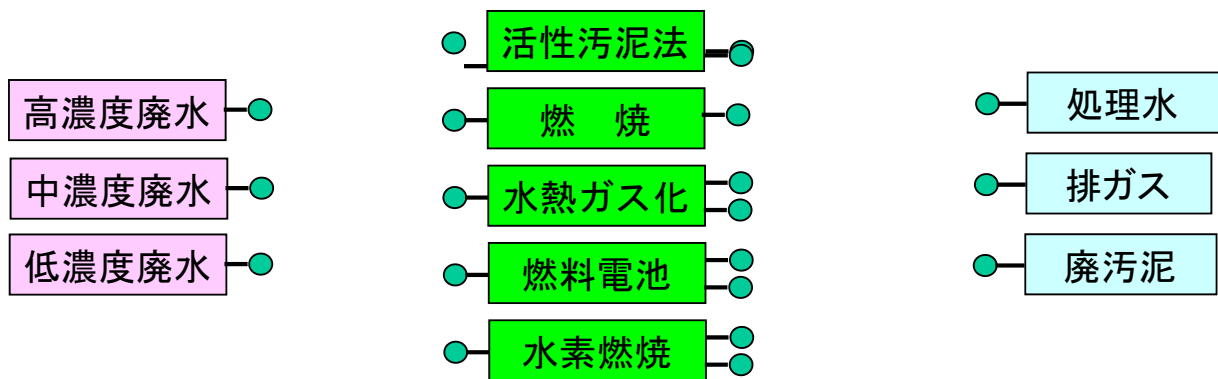 高濃度廃水
中濃度廃水
低濃度廃水
活性汚泥法
燃　焼
水熱ガス化
燃料電池
水素燃焼
処理水
排ガス
廃汚泥